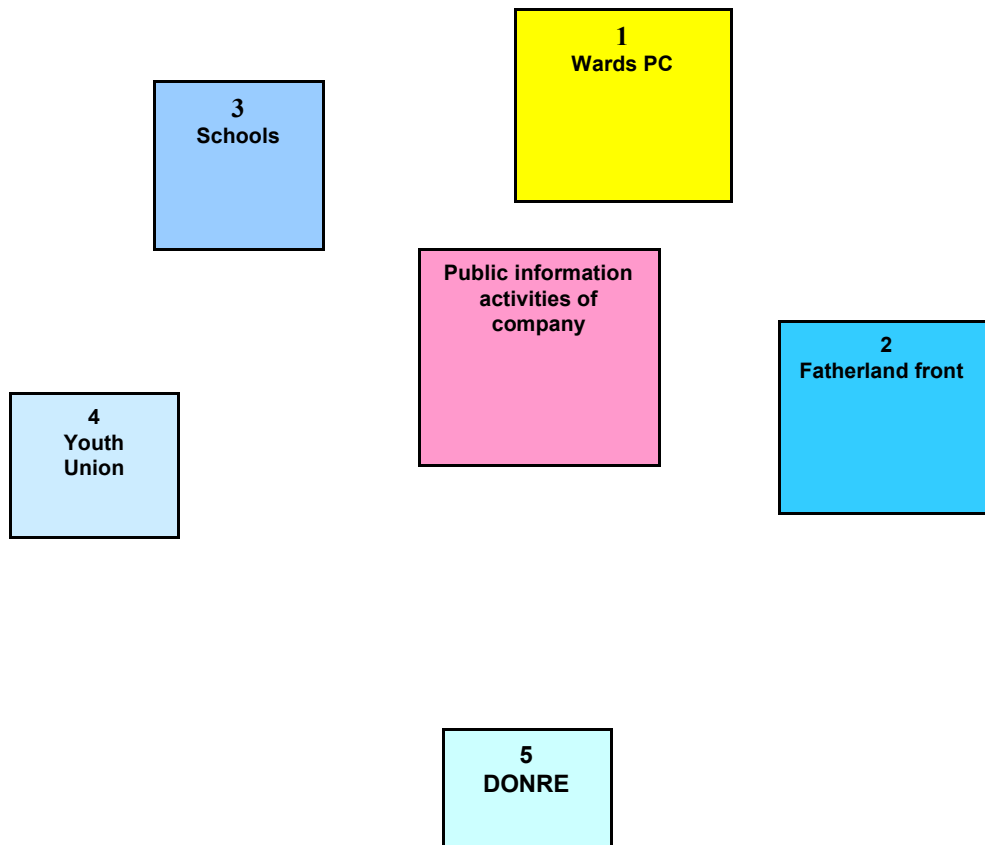 1
Wards PC
3
Schools
Public information
activities of
company
2
Fatherland front
4
Youth
Union
5
DONRE